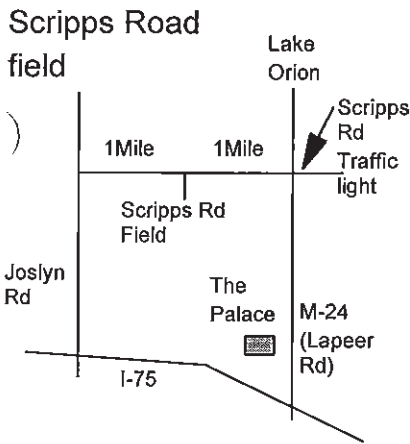 Scripps Road
field
Lake
Orion
)
Scripps
Rd
Traffic
light
1Mile
1Mile
Scripps Rd
Field
Joslyn
Rd
The
Palace
M-24
(Lapeer
Rd)
I-75